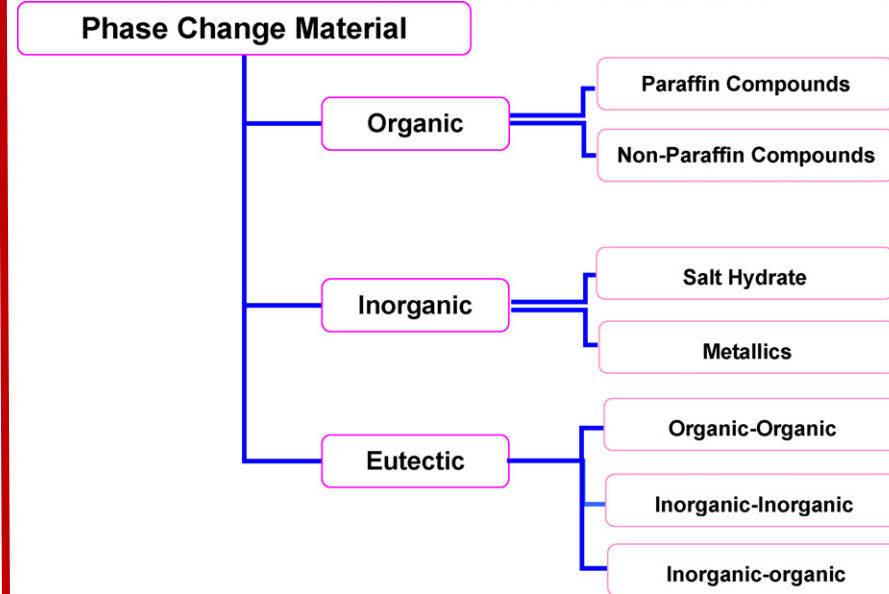 Phase Change Material
Organic
Paraffin Compounds
Non-Paraffin Compounds
Inorganic
Salt Hydrate
Metallics
Eutectic
Organic-Organic
Inorganic-Inorganic
Inorganic-organic